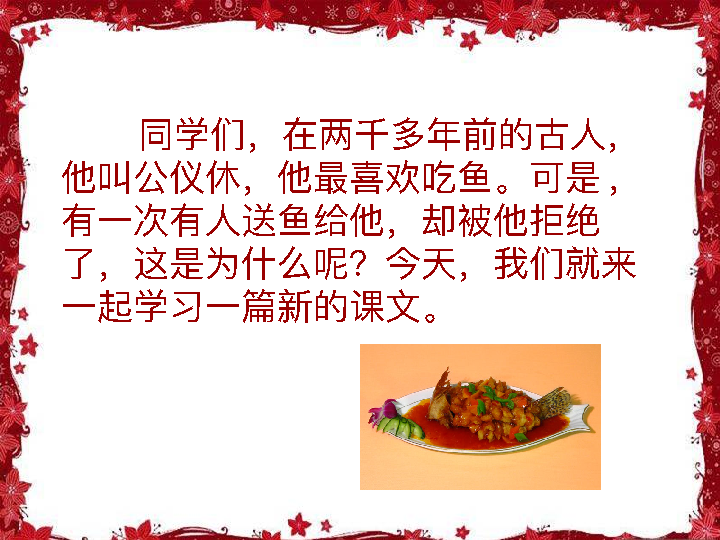 同学们，在两千多年前的古人，
他叫公仪休，他最喜欢吃鱼。可是，
有一次有人送鱼给他，却被他拒绝
了，这是为什么呢？今天，我们就来
一起学习一篇新的课文。